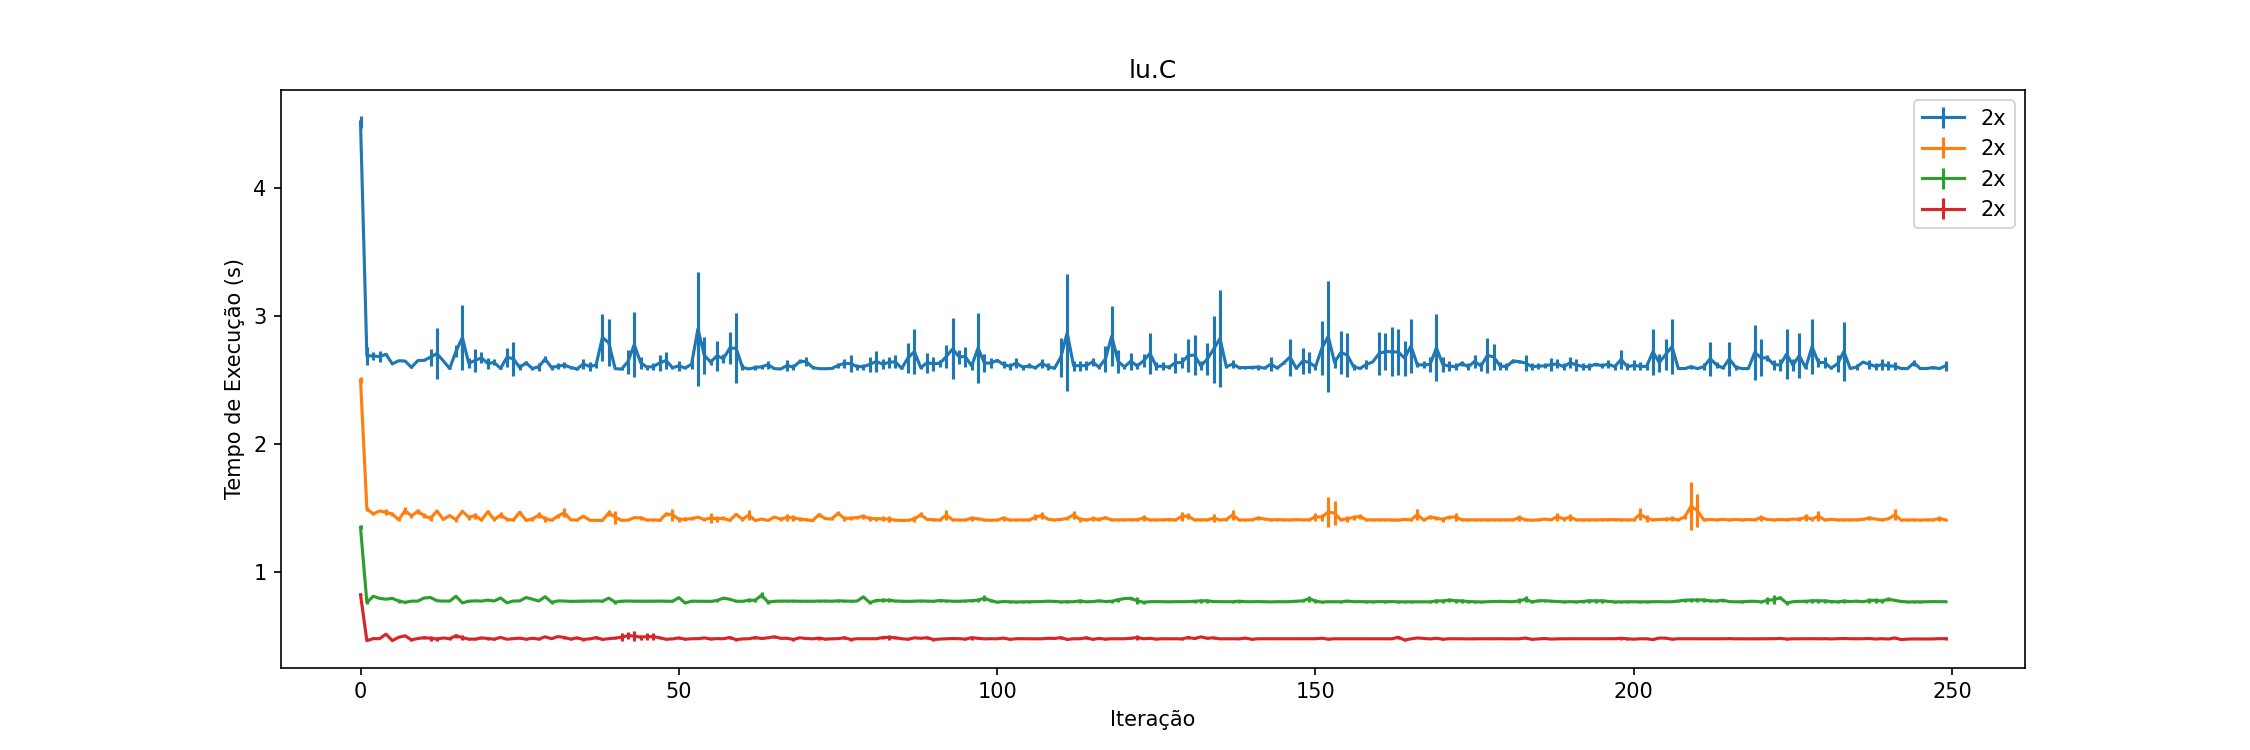 lu.C
2x
2x
2x
2x
Tempo de Execução (s)
4
3
2
1
0 50 100 150 200 250
Iteração